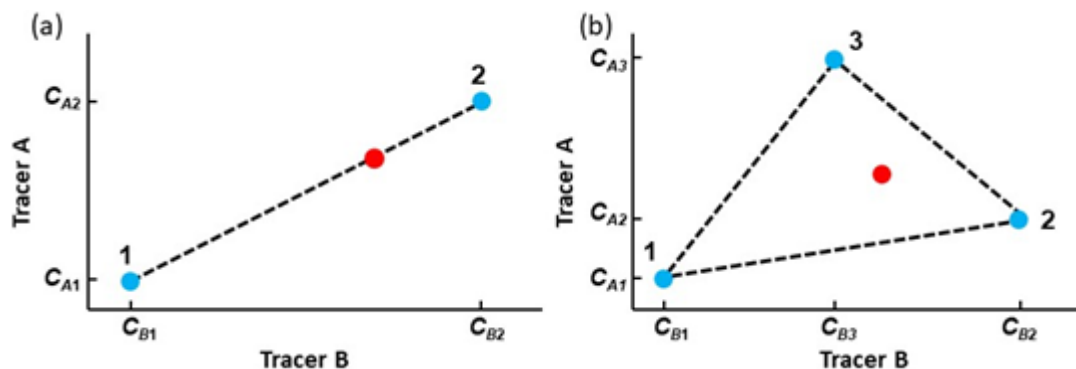 (a)
2
C_A2
Tracer A
1
C_A1
C_B1
C_B2
Tracer B
(b)
3
C_A3
Tracer A
C_A2
2
1
C_A1
C_B1
C_B3
C_B2
Tracer B